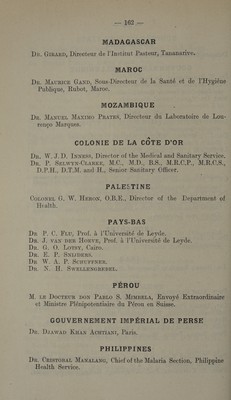 — 162 —
MADAGASCAR
DR. GIRARD, Directeur de l'Institut Pasteur, Tananarive.
MAROC
DR. MAURICE GAUD, Sous-Directeur de la Santé et de l'Hygiène
Publique, Rabat, Maroc.
MOZAMBIQUE
DR. MANUEL MAXIMO PRATES, Directeur du Laboratoire de Lou-
renço Marques.
COLONIE DE LA CÔTE D'OR
DR. W. J. D. INNESS, Director of the Medical and Sanitary Service.
DR. P. SELWYN-CLARKE, M.C., M.D., B.S., M.R.C.P., M.R.C.S.,
D.P.H., D.T.M. and H., Senior Sanitary Officer.
PALESTINE
COLONEL G. W. HERON, O.B.E., Director of the Department of
Health.
PAYS-BAS
DR. P. C. FLU, Prof. à l'Université de Leyde.
DR. J. VAN DER HOEVE, Prof. à l'Université de Leyde.
DR. G. O. LOTSY, Cairo.
DR. E. P. SNIJDERS.
DR. W. A. P. SCHUFFNER.
DR. N. H. SWELLENGREBEL.
PÉROU
M. LE DOCTEUR DON PABLO S. MIMBELA, Envoyé Extraordinaire
et Ministre Plénipotentiaire du Pérou en Suisse.
GOUVERNEMENT IMPÉRIAL DE PERSE
DR. DJAWAD KHAN ACHTIANI, Paris.
PHILIPPINES
DR. CRISTOBAL MANALANG, Chief of the Malaria Section, Philippine
Health Service.